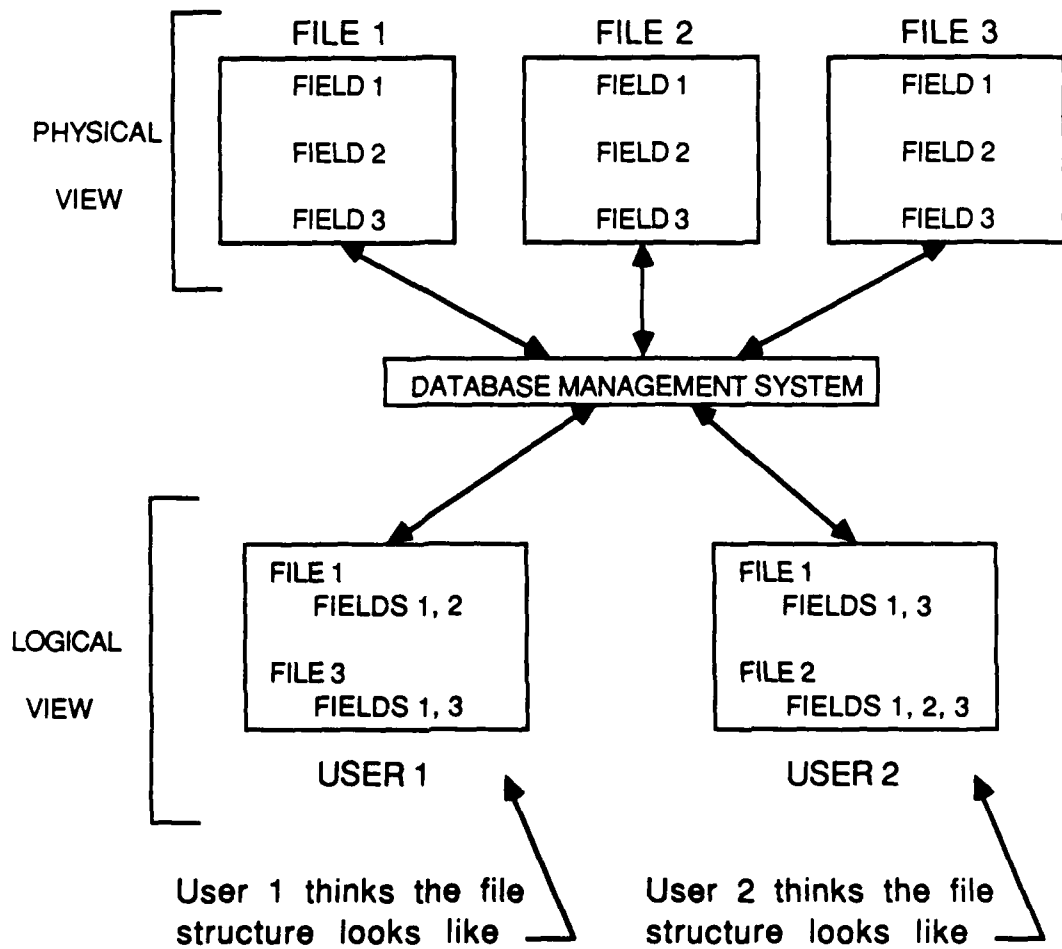 FILE 1
FILE 2
FILE 3
PHYSICAL
VIEW
FIELD 1
FIELD 2
FIELD 3
FIELD 1
FIELD 2
FIELD 3
FIELD 1
FIELD 2
FIELD 3
DATABASE MANAGEMENT SYSTEM
LOGICAL
VIEW
FILE 1
FIELDS 1, 2
FILE 3
FIELDS 1, 3
USER 1
FILE 1
FIELDS 1, 3
FILE 2
FIELDS 1, 2, 3
USER 2
User 1 thinks the file
structure looks like
User 2 thinks the file
structure looks like